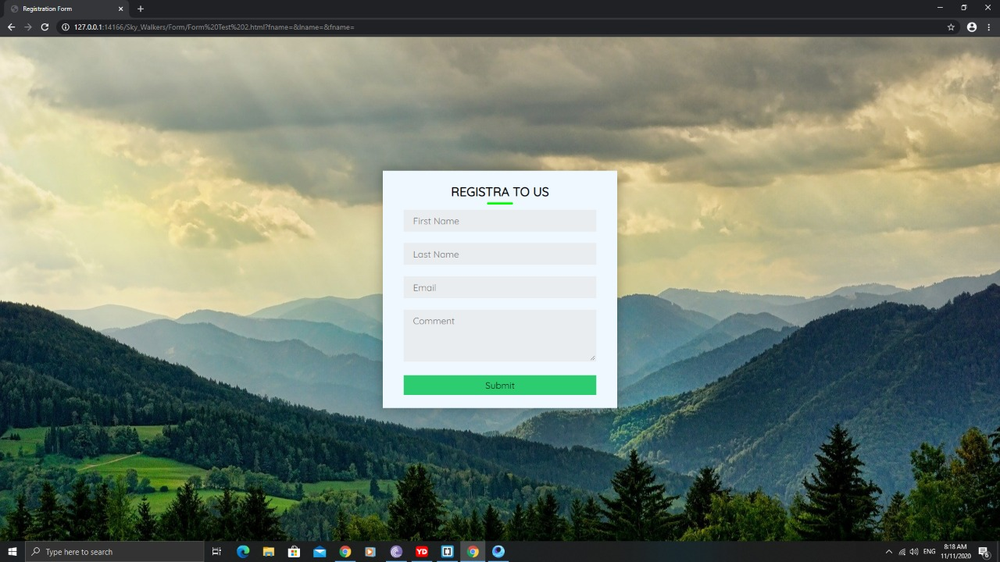 Registration Form
127.0.0.1:14166/Sky_Walkers/Form/Form%20Test%202.html?fname=&lname=&fname=
REGISTRA TO US
First Name
Last Name
Email
Comment
Submit
Type here to search
YD
ENG
8:18 AM
11/11/2020
6